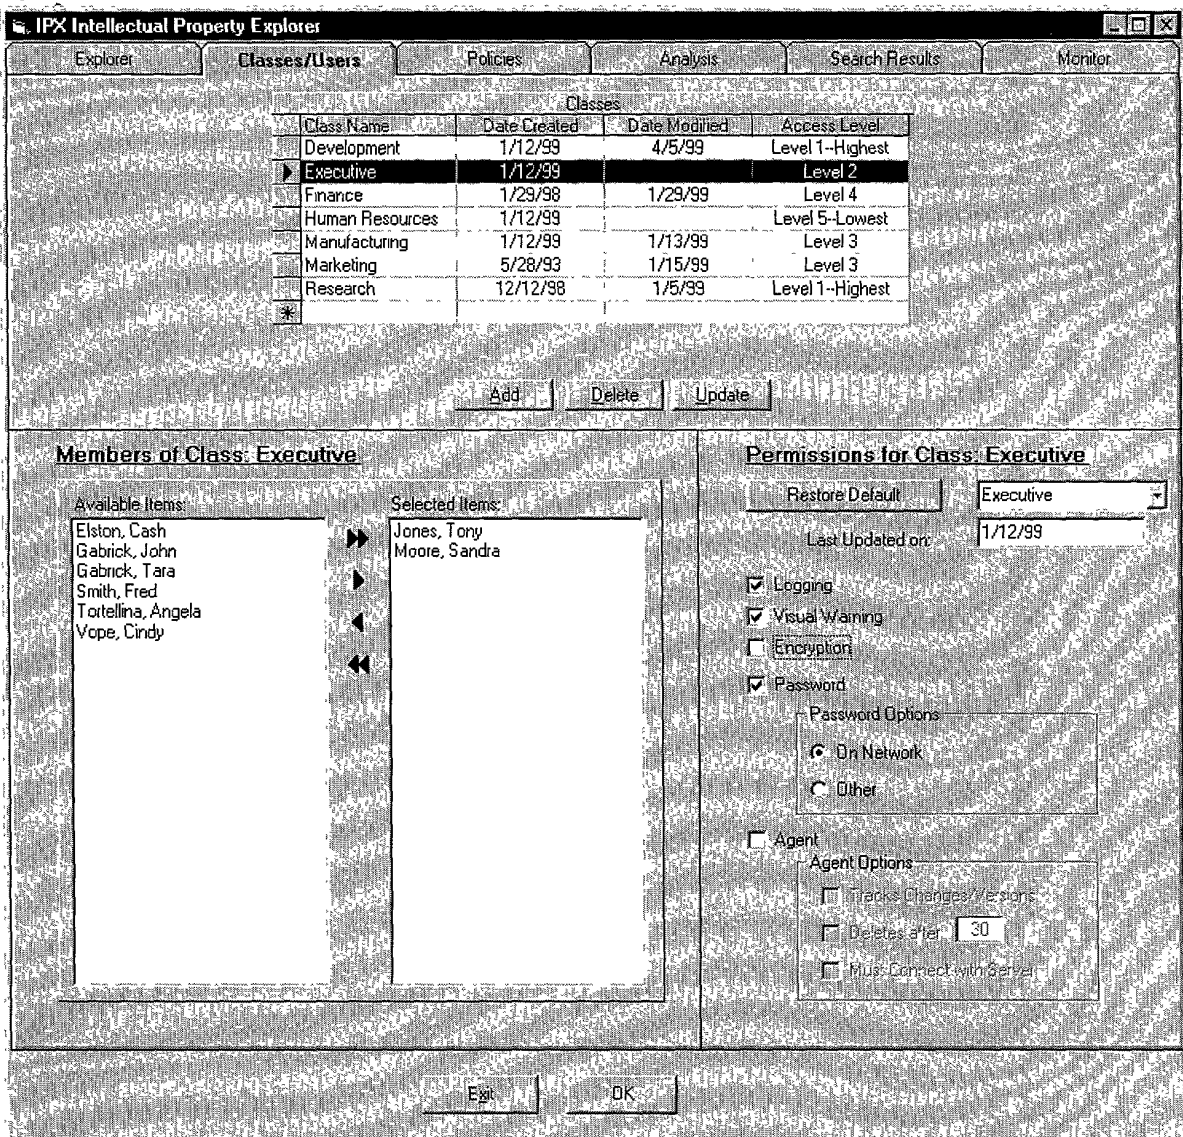 IPX Intellectual Property Explorer
Explorer Classes/Users Policies Analysis Search Results Monitor
Classes
Class Name Date Created Date Modified Access Level
Development 1/12/99 4/5/99 Level 1--Highest
Executive 1/12/99 Level 2
Finance 1/29/98 1/29/99 Level 4
Human Resources 1/12/99 Level 5-Lowest
Manufacturing 1/12/99 1/13/99 Level 3
Marketing 5/28/93 1/15/99 Level 3
Research 12/12/98 1/5/99 Level 1--Highest
Add Delete Update
Members of Class: Executive
Available Items:
Elston, Cash
Gabrick, John
Gabrick, Tara
Smith, Fred
Tortellina, Angela
Vope, Cindy
Selected Items:
Jones, Tony
Moore, Sandra
Permissions for Class: Executive
Restore Default Executive
Last Updated on: 1/12/99
Logging
Visual Warning
Encryption
Password
Password Options
On Network
Other
Agent
Agent Options
Tracks Changes/Versions
Deletes after 30
Must Connect with Server
Exit OK